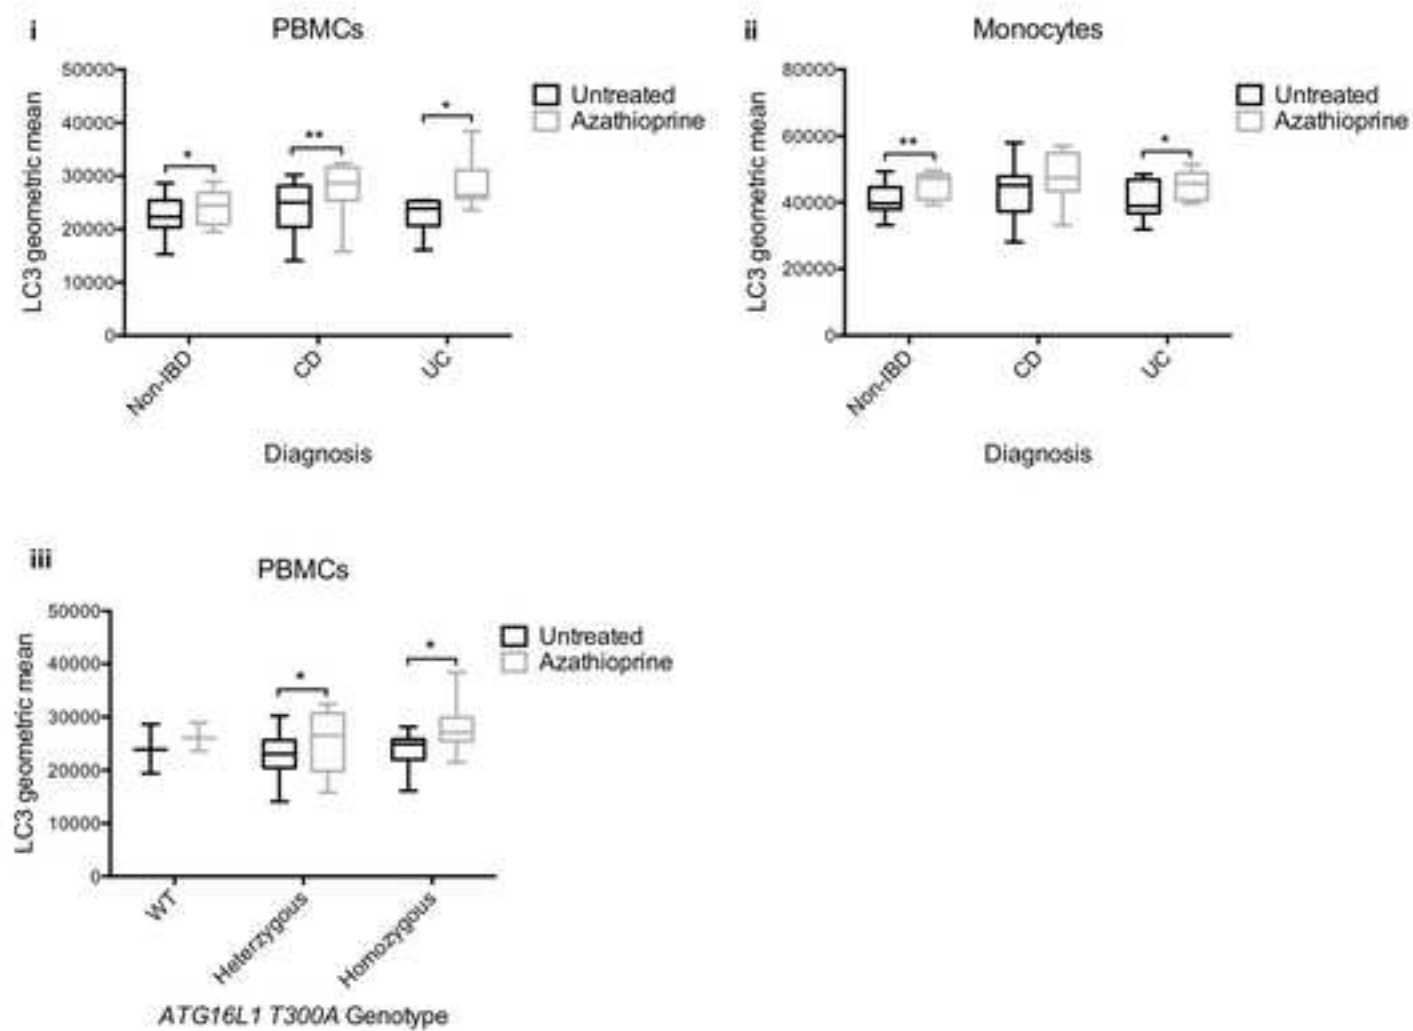 i
PBMCs
LC3 geometric mean
50000
40000
30000
20000
10000
0
*
**
*
Untreated
Azathioprine
Non-IBD
CD
UC
Diagnosis
ii
Monocytes
LC3 geometric mean
80000
60000
40000
20000
0
**
*
Untreated
Azathioprine
Non-IBD
CD
UC
Diagnosis
iii
PBMCs
LC3 geometric mean
50000
40000
30000
20000
10000
0
*
*
Untreated
Azathioprine
WT
Heterzygous
Homozygous
ATG16L1 T300A Genotype